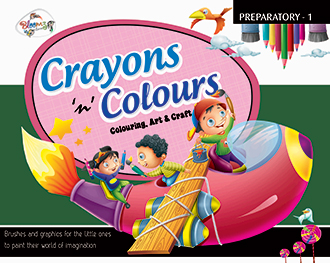 PREPARATORY - 1
Blooms
Crayons
'n' Colours
Colouring, Art & Craft
Brushes and graphics for the little ones
to paint their world of imagination